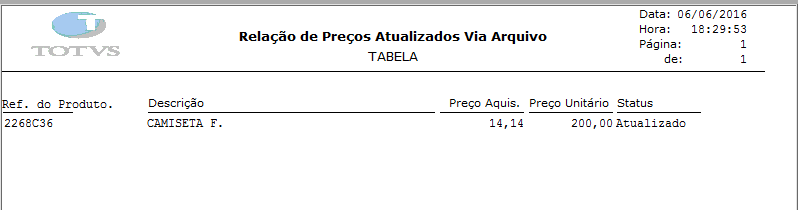 TOTVS
Relação de Preços Atualizados Via Arquivo
TABELA
Data: 06/06/2016
Hora: 18:29:53
Página: 1
de: 1
Ref. do Produto. Descrição Preço Aquis. Preço Unitário Status
2268C36 CAMISETA F. 14,14 200,00 Atualizado